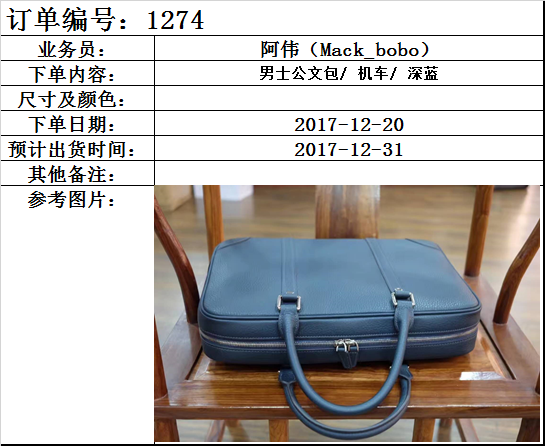 订单编号：1274
业务员： 阿伟（Mack_bobo）
下单内容： 男士公文包/ 机车/ 深蓝
尺寸及颜色：
下单日期： 2017-12-20
预计出货时间： 2017-12-31
其他备注：
参考图片：